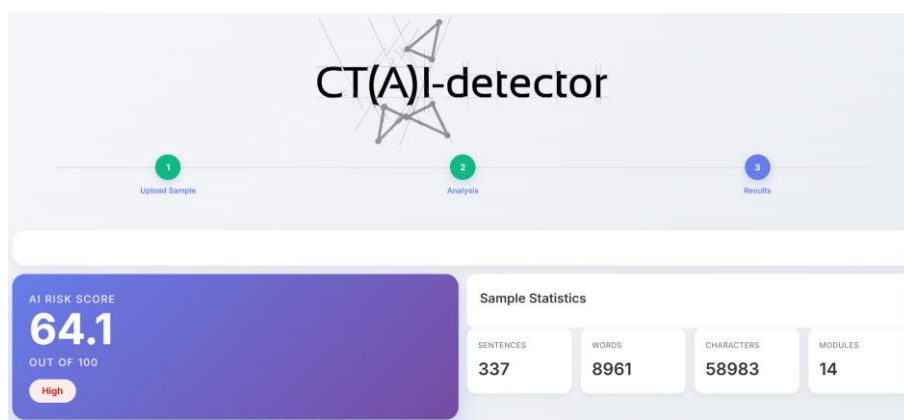 CT(A)I-detector
1 2 3
Upload Sample Analysis Results
AI RISK SCORE
64.1
OUT OF 100
High
Sample Statistics
SENTENCES WORDS CHARACTERS MODULES
337 8961 58983 14